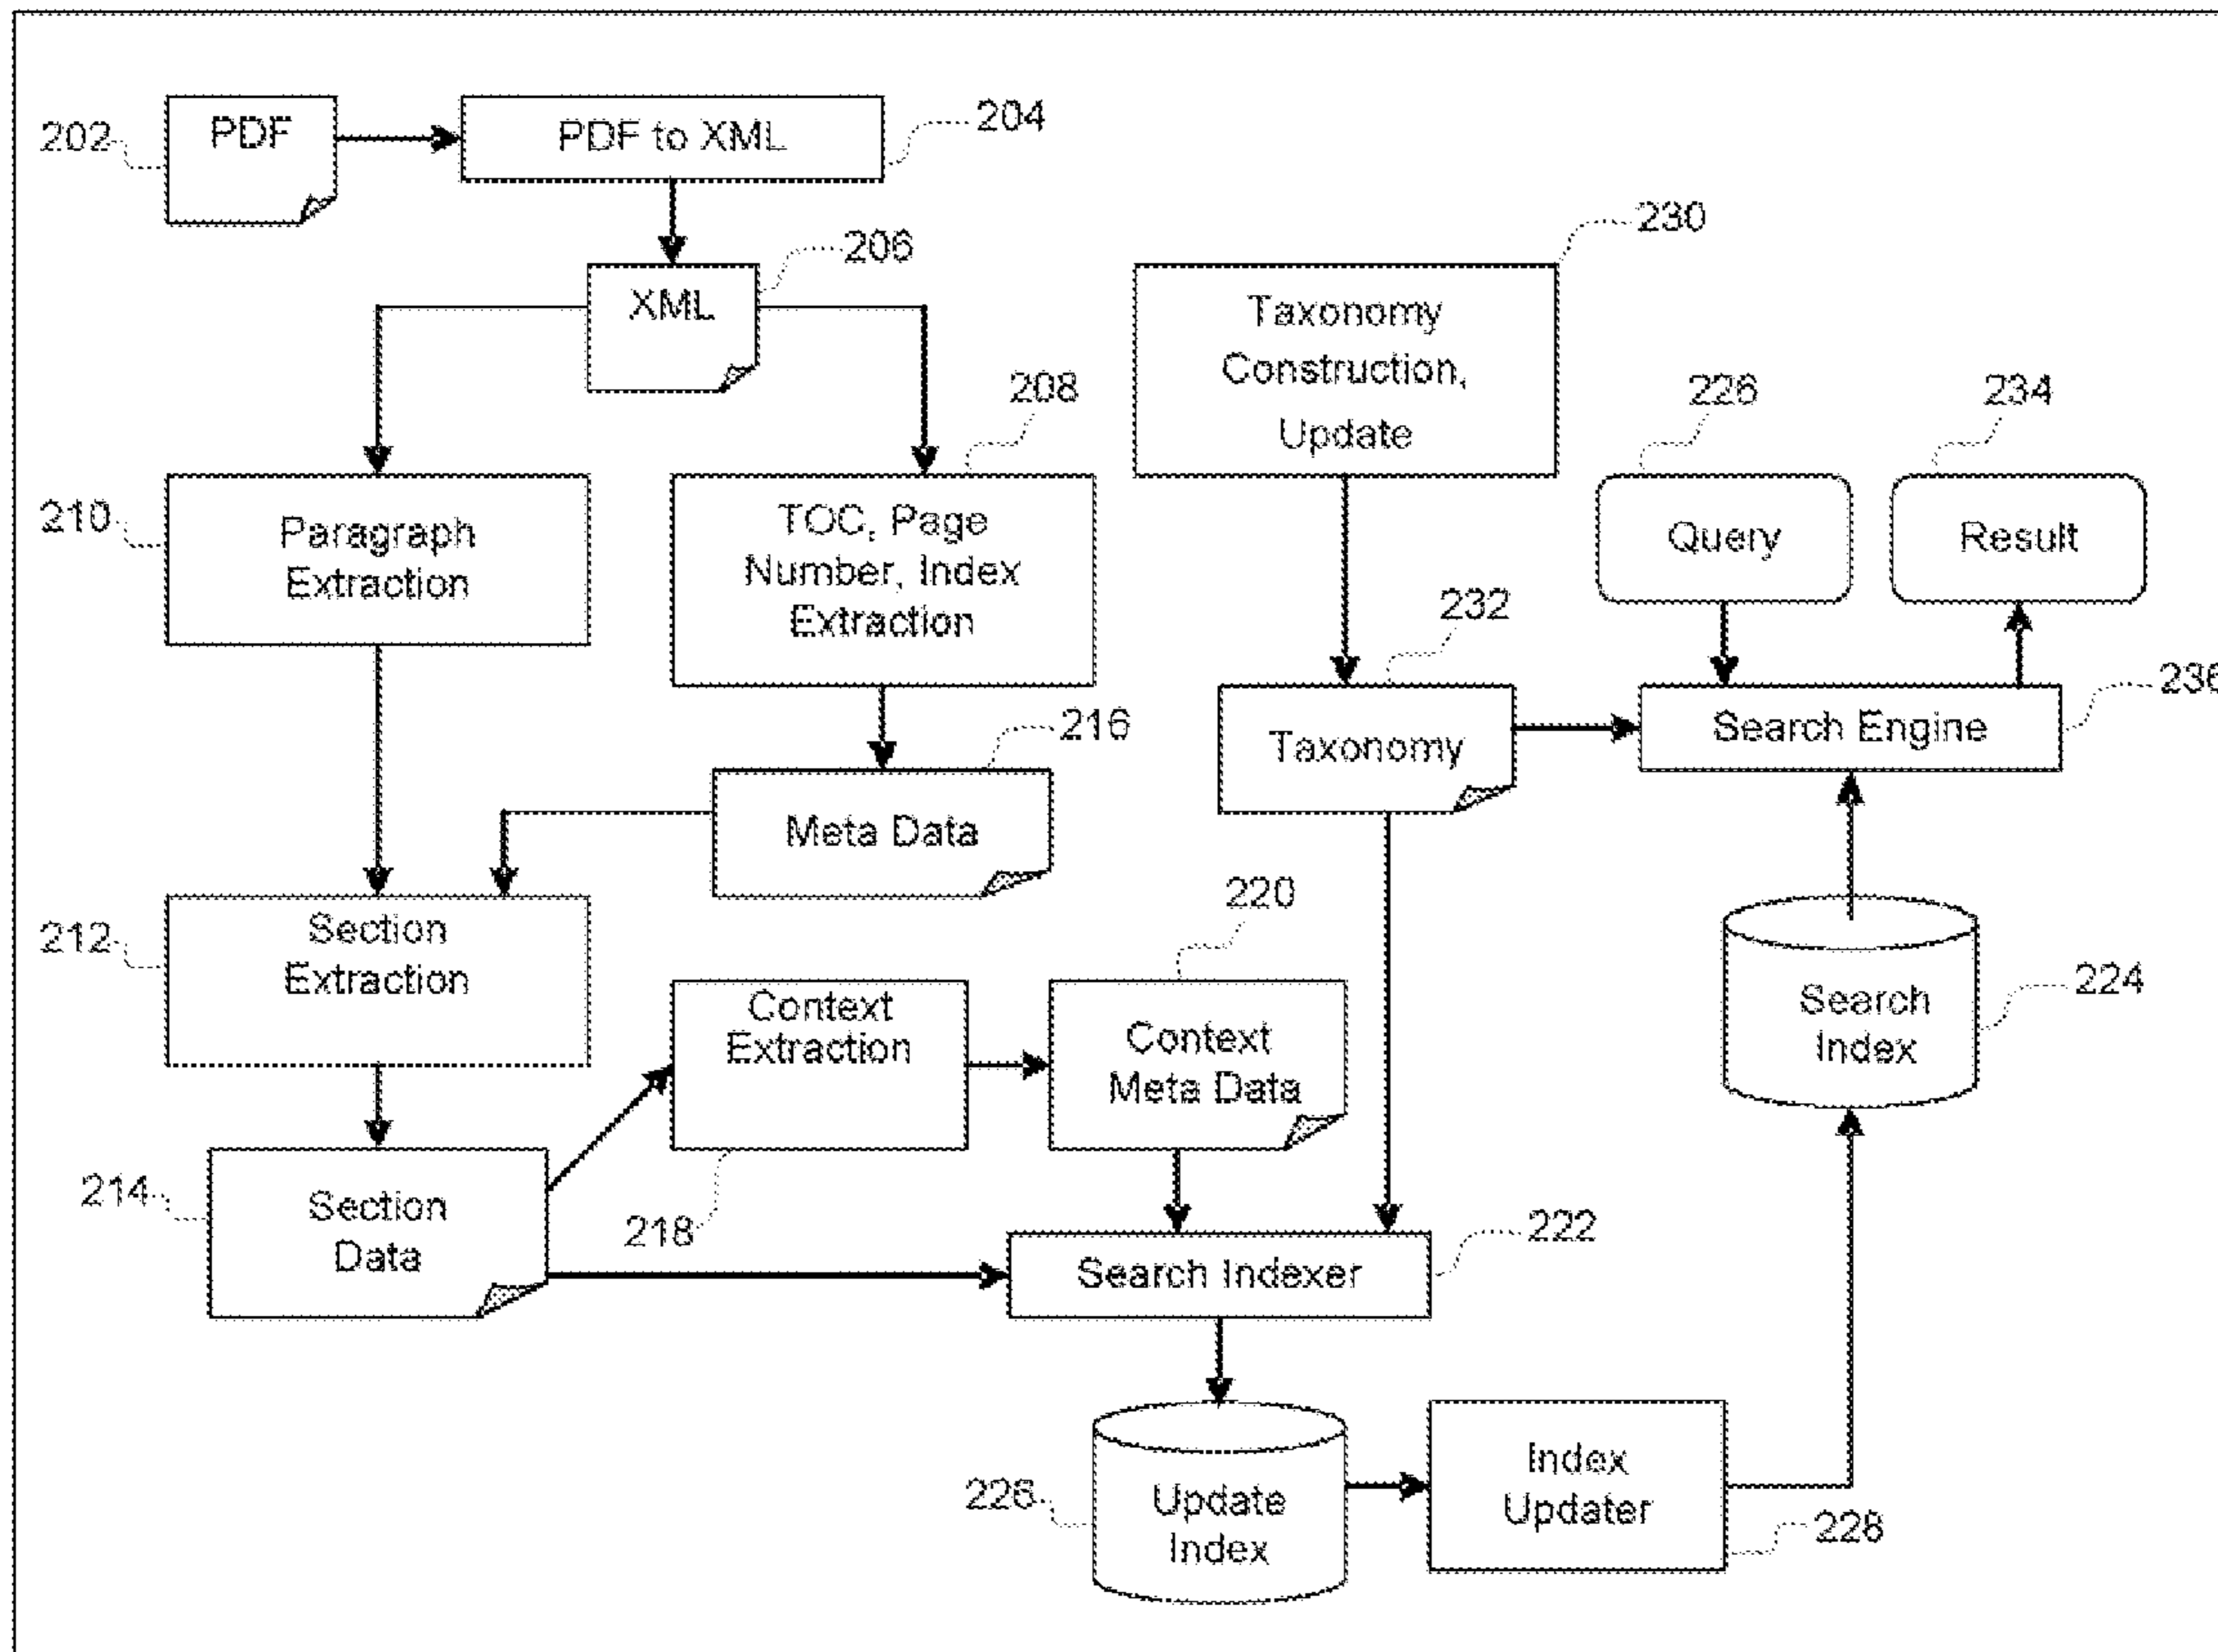 PDF
202
PDF to XML
204
XML
206
230
Taxonomy
Construction,
Update
208
226
234
210
Paragraph
Extraction
TOC, Page
Number, Index
Extraction
Query
Result
232
216
Taxonomy
Search Engine
236
Meta Data
212
Section
Extraction
220
Context
Extraction
Context
Meta Data
Search
Index
224
214
Section
Data
218
222
Search Indexer
226
Update
Index
Index
Updater
228